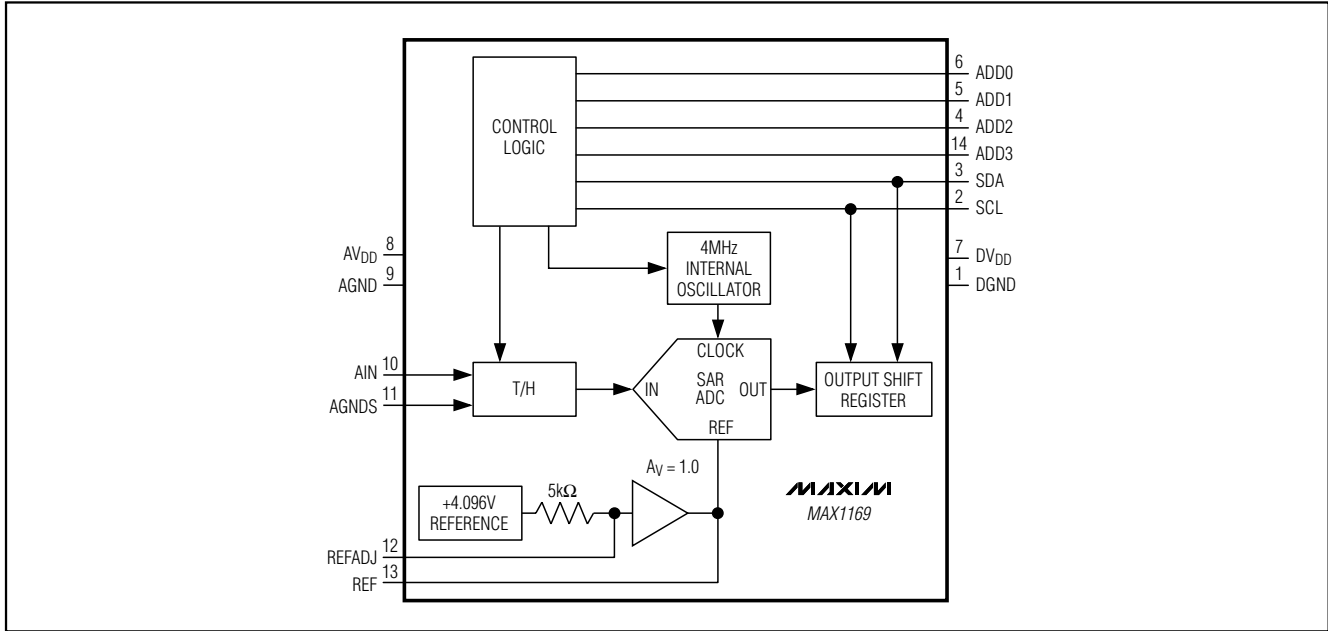 6 ADD0
5 ADD1
4 ADD2
14 ADD3
3 SDA
2 SCL
CONTROL
LOGIC
AVDD 8
AGND 9
4MHz
INTERNAL
OSCILLATOR
7 DVDD
1 DGND
AIN 10
AGNDS 11
T/H
CLOCK
IN
SAR
ADC
OUT
REF
OUTPUT SHIFT
REGISTER
AV = 1.0
+4.096V
REFERENCE
5kΩ
MAXIM
MAX1169
REFADJ 12
REF 13